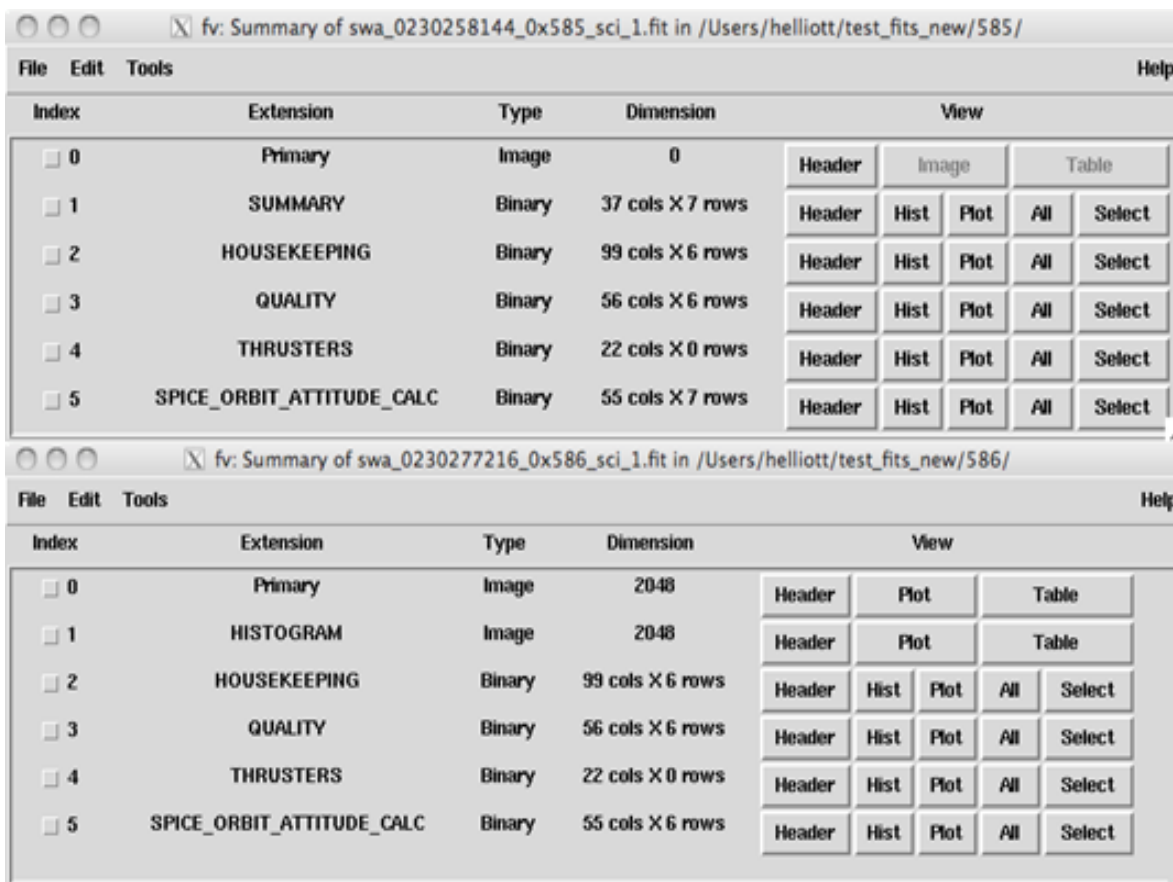 fv: Summary of swa_0230258144_0x585_sci_1.fit in /Users/helliott/test_fits_new/585/
File Edit Tools Help
Index Extension Type Dimension View
0 Primary Image 0 Header Image Table
1 SUMMARY Binary 37 cols X 7 rows Header Hist Plot All Select
2 HOUSEKEEPING Binary 99 cols X 6 rows Header Hist Plot All Select
3 QUALITY Binary 56 cols X 6 rows Header Hist Plot All Select
4 THRUSTERS Binary 22 cols X 0 rows Header Hist Plot All Select
5 SPICE_ORBIT_ATTITUDE_CALC Binary 55 cols X 7 rows Header Hist Plot All Select
fv: Summary of swa_0230277216_0x586_sci_1.fit in /Users/helliott/test_fits_new/586/
File Edit Tools Help
Index Extension Type Dimension View
0 Primary Image 2048 Header Plot Table
1 HISTOGRAM Image 2048 Header Plot Table
2 HOUSEKEEPING Binary 99 cols X 6 rows Header Hist Plot All Select
3 QUALITY Binary 56 cols X 6 rows Header Hist Plot All Select
4 THRUSTERS Binary 22 cols X 0 rows Header Hist Plot All Select
5 SPICE_ORBIT_ATTITUDE_CALC Binary 55 cols X 6 rows Header Hist Plot All Select